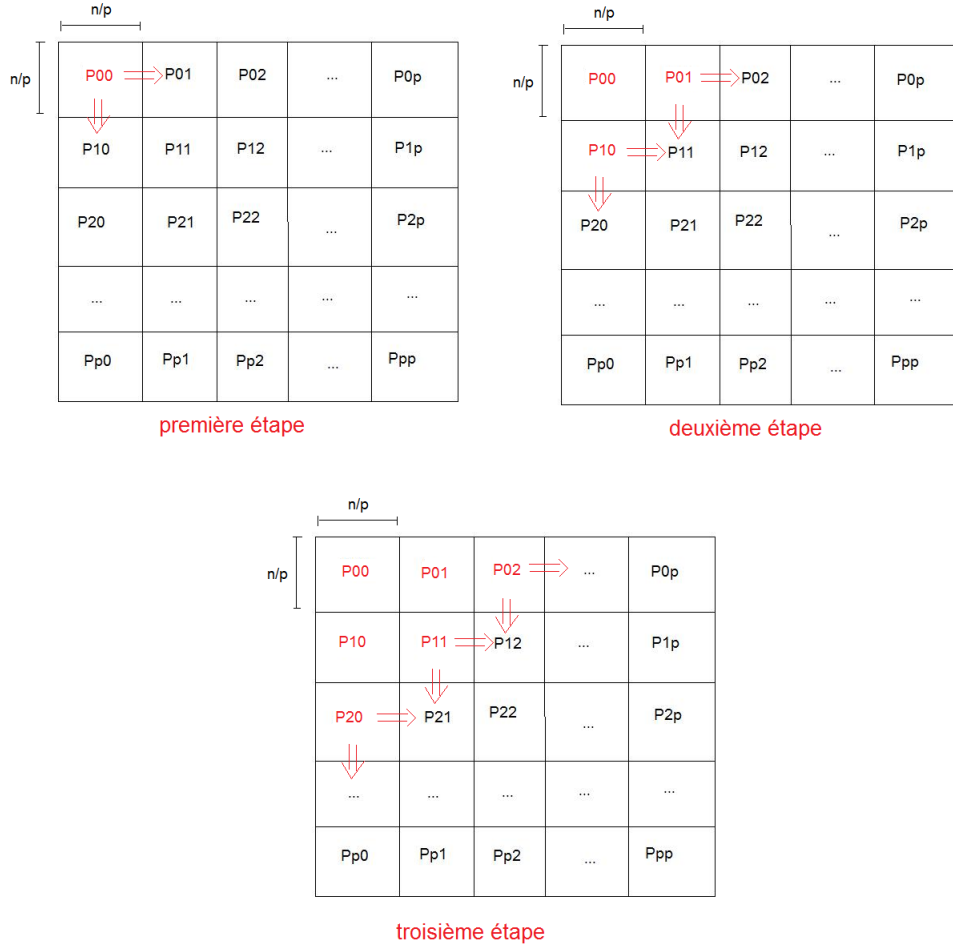 n/p
n/p
P00 P01 P02 ... P0p
P10 P11 P12 ... P1p
P20 P21 P22 ... P2p
... ... ... ... ...
Pp0 Pp1 Pp2 ... Ppp
première étape
n/p
n/p
P00 P01 P02 ... P0p
P10 P11 P12 ... P1p
P20 P21 P22 ... P2p
... ... ... ... ...
Pp0 Pp1 Pp2 ... Ppp
deuxième étape
n/p
n/p
P00 P01 P02 ... P0p
P10 P11 P12 ... P1p
P20 P21 P22 ... P2p
... ... ... ... ...
Pp0 Pp1 Pp2 ... Ppp
troisième étape